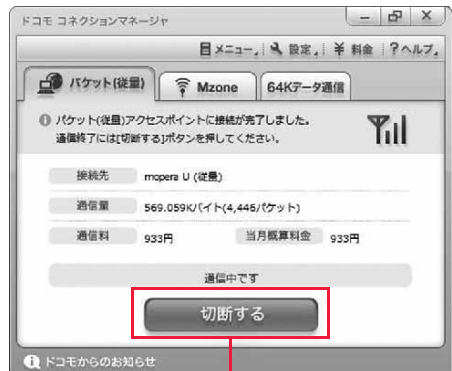 ドコモ コネクションマネージャ
メニュー 設定 ¥ 料金 ?ヘルプ
パケット(従量) Mzone 64Kデータ通信
パケット(従量)アクセスポイントに接続が完了しました。
通信終了には[切断する]ボタンを押してください。
接続先 mopera U (従量)
通信量 569.059Kバイト(4,446パケット)
通信料 933円 当月概算料金 933円
通信中です
切断する
ドコモからのお知らせ